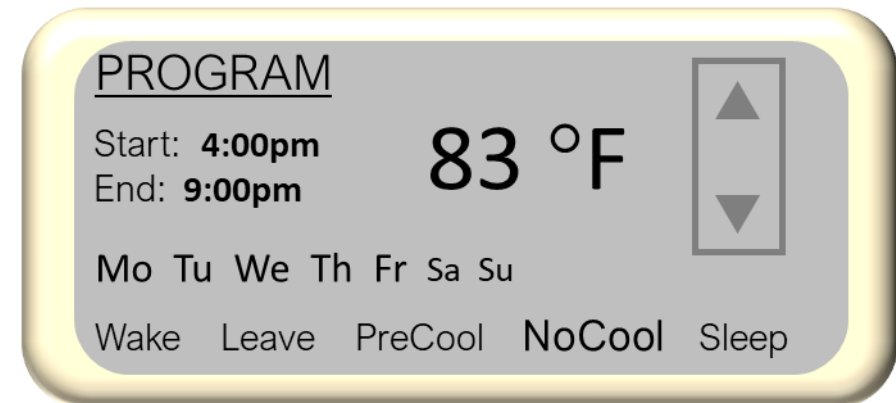 PROGRAM
Start: 4:00pm
End: 9:00pm
83 °F
Mo Tu We Th Fr Sa Su
Wake Leave PreCool NoCool Sleep